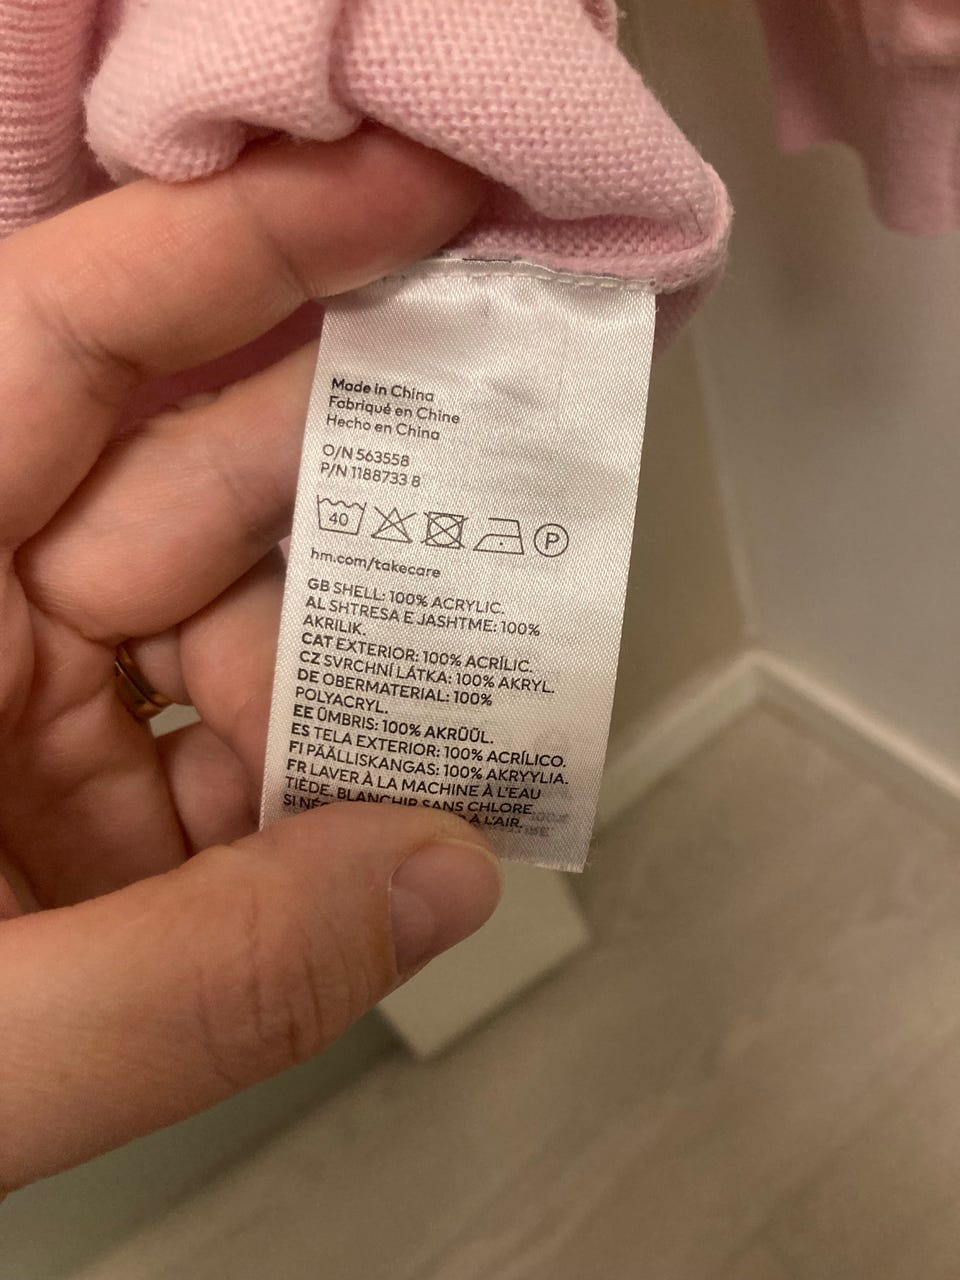 Made in China
Fabriqué en Chine
Hecho en China
O/N 563558
P/N 1188733 8
40 P
hm.com/takecare
GB SHELL: 100% ACRYLIC.
AL SHTRESA E JASHTME: 100%
AKRILIK.
CAT EXTERIOR: 100% ACRÍLIC.
CZ SVRCHNÍ LÁTKA: 100% AKRYL.
DE OBERMATERIAL: 100%
POLYACRYL.
EE ÜMBRIS: 100% AKRÜÜL.
ES TELA EXTERIOR: 100% ACRÍLICO.
FI PÄÄLLISKANGAS: 100% AKRYYLIA.
FR LAVER À LA MACHINE À L'EAU
TIÈDE. BLANCHIR SANS CHLORE
SI À L'AIR.